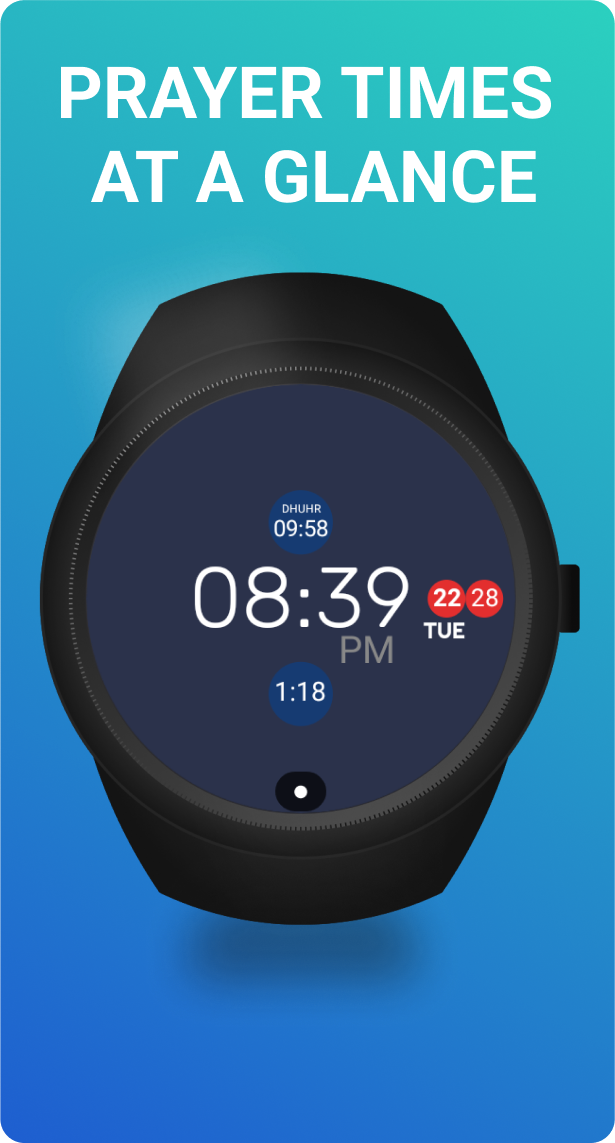 PRAYER TIMES
AT A GLANCE
DHUHR
09:58
08:39
PM
22 28
TUE
1:18